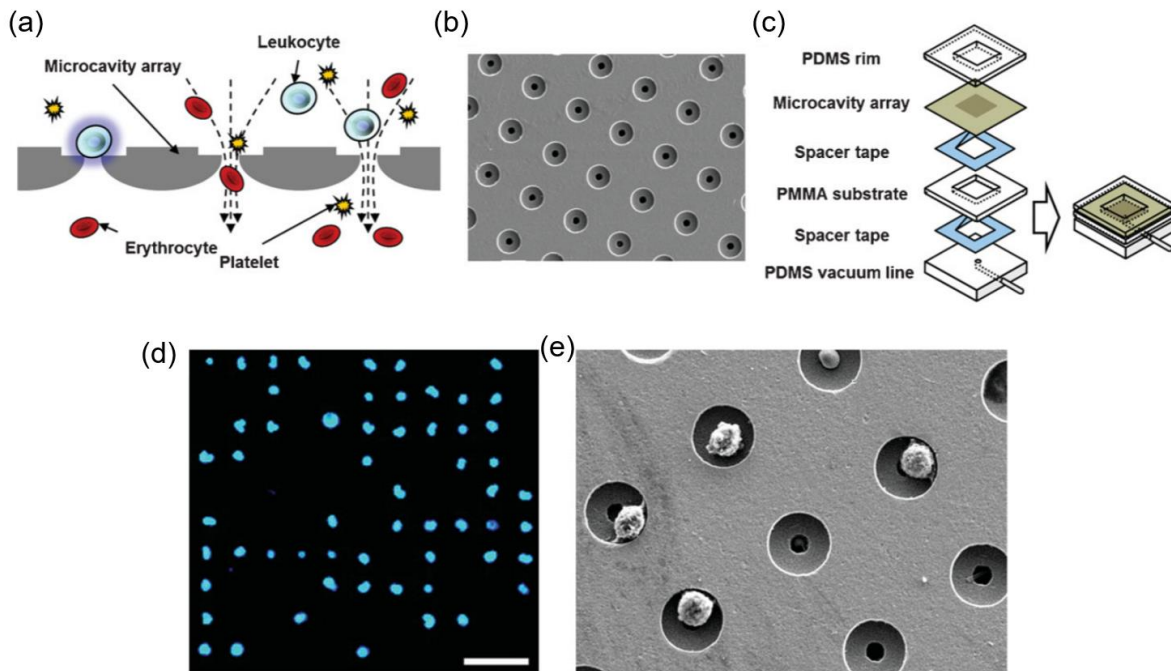 (a)
Leukocyte
Microcavity array
Erythrocyte
Platelet
(b)
(c)
PDMS rim
Microcavity array
Spacer tape
PMMA substrate
Spacer tape
PDMS vacuum line
(d)
(e)